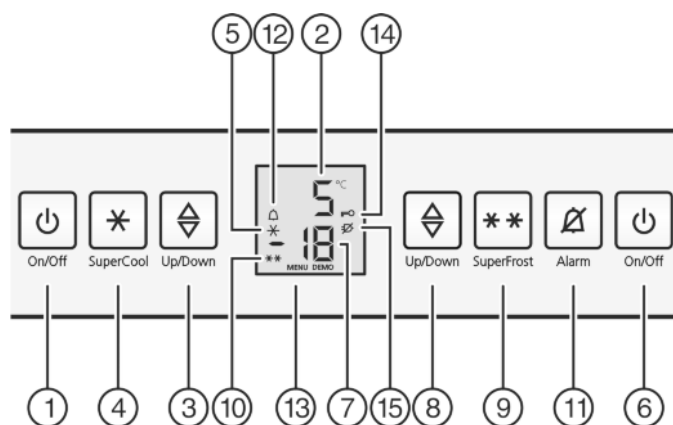 5 12 2 14
5 °C
-18
MENU DEMO
On/Off SuperCool Up/Down Up/Down SuperFrost Alarm On/Off
1 4 3 10 13 7 15 8 9 11 6